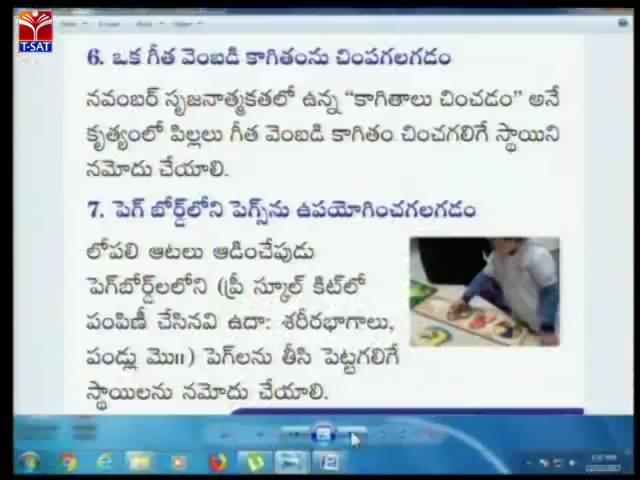 T-SAT
6. ఒక గీత వెంబడి కాగితంను చింపగలగడం
నవంబర్ సృజనాత్మకతలో ఉన్న “కాగితాలు చించడం” అనే
కృత్యంలో పిల్లలు గీత వెంబడి కాగితం చించగలిగే స్థాయిని
నమోదు చేయాలి.
7. పెగ్ బోర్డ్‌లోని పెగ్స్‌ను ఉపయోగించగలగడం
లోపలి ఆటలు ఆడించేపుడు
పెగ్‌బోర్డ్‌లలోని (ప్రీ స్కూల్ కిట్‌లో
పంపిణీ చేసినవి ఉదా: శరీరభాగాలు,
పండ్లు మొ॥) పెగ్‌లను తీసి పెట్టగలిగే
స్థాయిలను నమోదు చేయాలి.